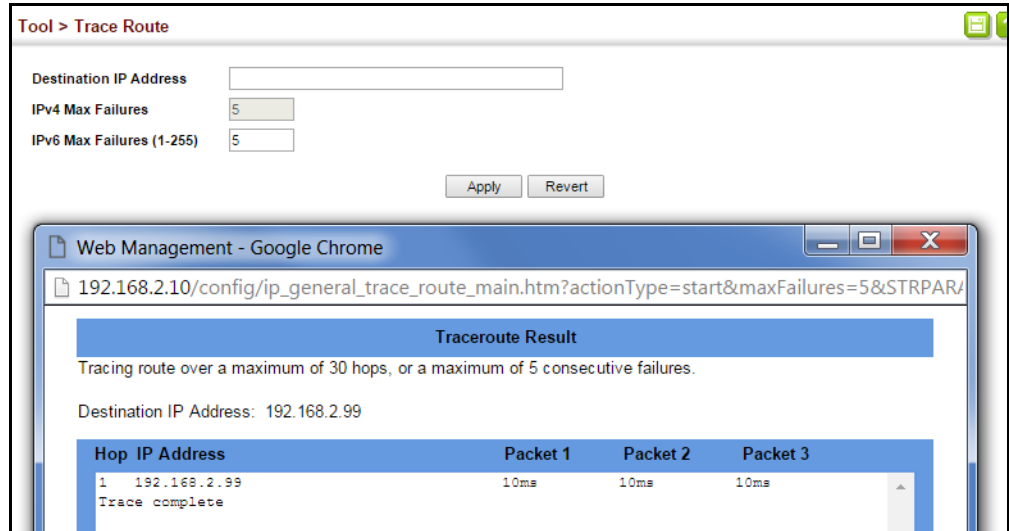 Tool > Trace Route
Destination IP Address
IPv4 Max Failures 5
IPv6 Max Failures (1-255) 5
Apply Revert
Web Management - Google Chrome
192.168.2.10/config/ip_general_trace_route_main.htm?actionType=start&maxFailures=5&STRPARA
Traceroute Result
Tracing route over a maximum of 30 hops, or a maximum of 5 consecutive failures.
Destination IP Address: 192.168.2.99
Hop IP Address Packet 1 Packet 2 Packet 3
1 192.168.2.99 10ms 10ms 10ms
Trace complete